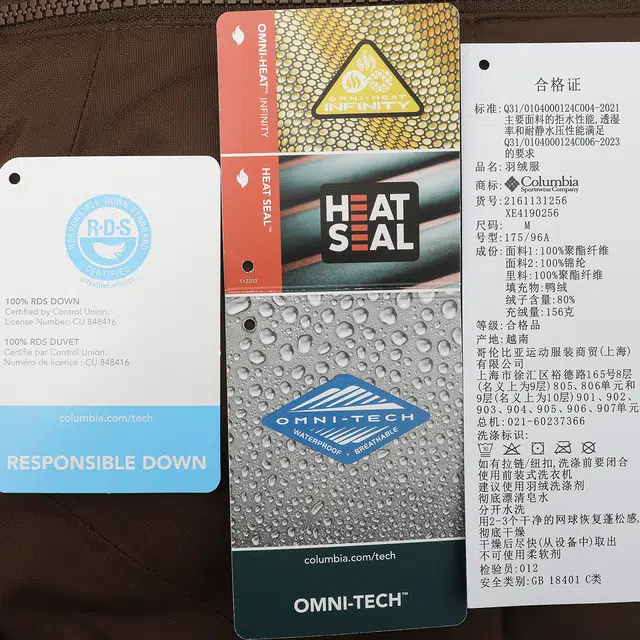 RESPONSIBLE DOWN STANDARD
R·D·S
CERTIFIED
@TextileExchange
100% RDS DOWN
Certified by Control Union.
License Number: CU 848416
100% RDS DUVET
Certifié par Control Union.
Numéro de licence : CU 848416
columbia.com/tech
RESPONSIBLE DOWN
OMNI-HEAT™ INFINITY
OMNI-HEAT
INFINITY
HEAT SEAL™
HEAT
SEAL
112203
OMNI-TECH
WATERPROOF • BREATHABLE
columbia.com/tech
OMNI-TECH™
合格证
标准: Q31/0104000124C004-2021
主要面料的拒水性能,透湿
率和耐静水压性能满足
Q31/0104000124C006-2023
的要求
品名: 羽绒服
商标: Columbia
Sportswear Company
货号: 2161131256
XE4190256
尺码: M
号型: 175/96A
成份: 面料1:100%聚酯纤维
面料2:100%锦纶
里料:100%聚酯纤维
填充物:鸭绒
绒子含量:80%
充绒量:156克
等级: 合格品
产地: 越南
哥伦比亚运动服装商贸(上海)
有限公司
上海市徐汇区裕德路165号8层
(名义上为9层)805、806单元和
9层(名义上为10层)901、902、
903、904、905、906、907单元
总机: 021-60237366
洗涤标识:
如有拉链/纽扣,洗涤前要闭合
使用前装式洗衣机
建议使用羽绒洗涤剂
彻底漂清皂水
分开水洗
用2-3个干净的网球恢复蓬松感,
彻底干燥
干燥后尽快(从设备中)取出
不可使用柔软剂
检验员:012
安全类别:GB 18401 C类